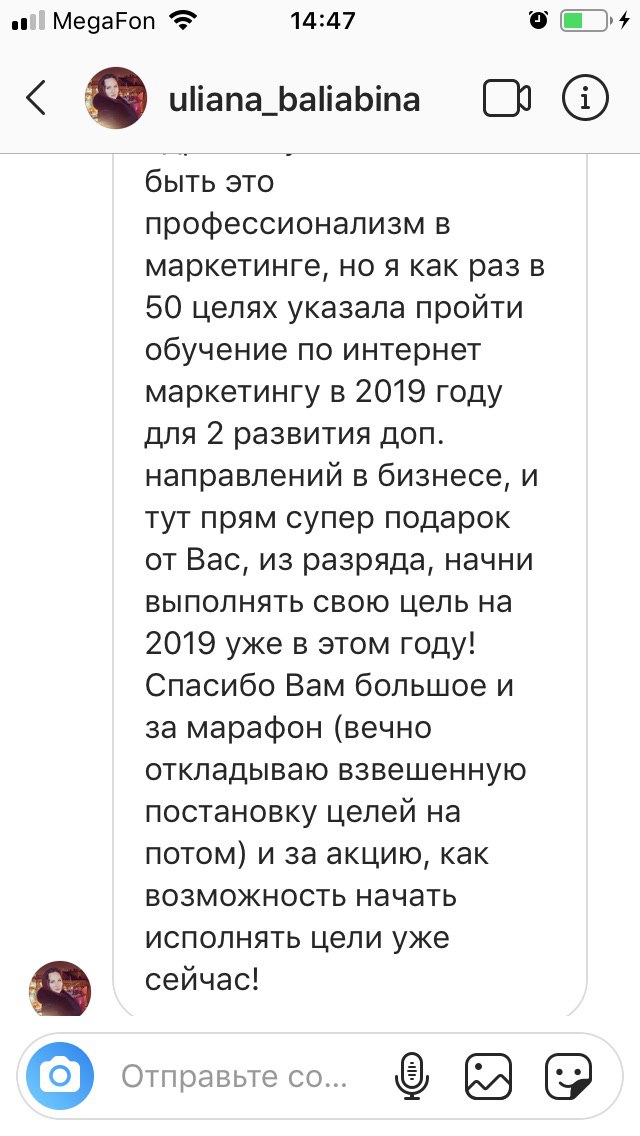 MegaFon 14:47
uliana_baliabina
быть это
профессионализм в
маркетинге, но я как раз в
50 целях указала пройти
обучение по интернет
маркетингу в 2019 году
для 2 развития доп.
направлений в бизнесе, и
тут прям супер подарок
от Вас, из разряда, начни
выполнять свою цель на
2019 уже в этом году!
Спасибо Вам большое и
за марафон (вечно
откладываю взвешенную
постановку целей на
потом) и за акцию, как
возможность начать
исполнять цели уже
сейчас!
Отправьте со...